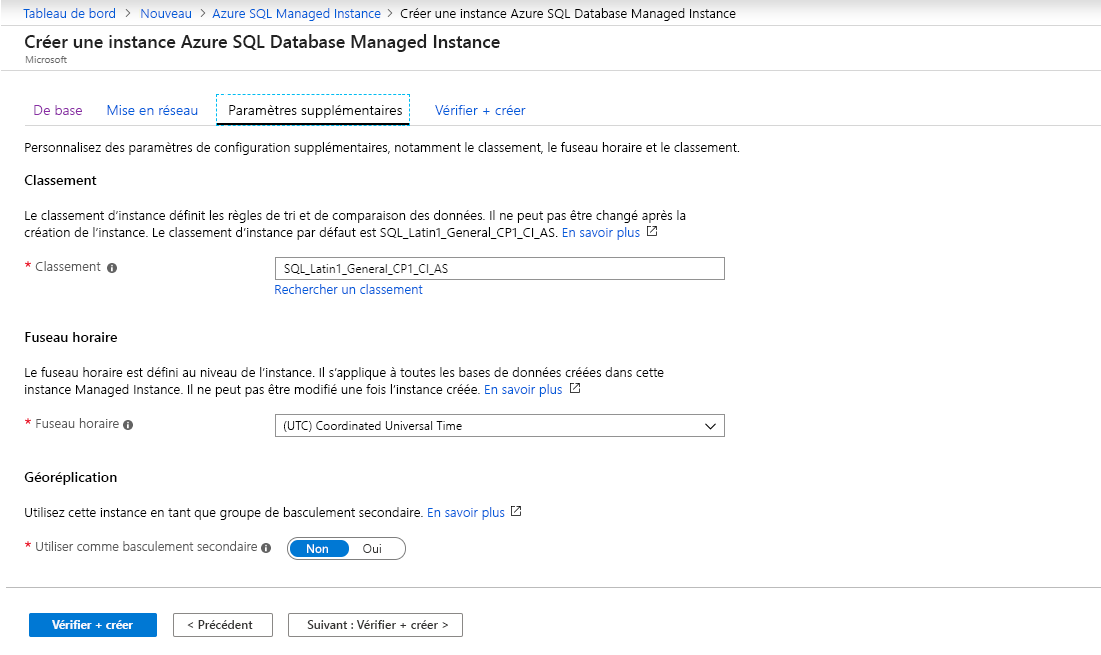 Tableau de bord > Nouveau > Azure SQL Managed Instance > Créer une instance Azure SQL Database Managed Instance
Créer une instance Azure SQL Database Managed Instance
Microsoft
De base Mise en réseau Paramètres supplémentaires Vérifier + créer
Personnalisez des paramètres de configuration supplémentaires, notamment le classement, le fuseau horaire et le classement.
Classement
Le classement d'instance définit les règles de tri et de comparaison des données. Il ne peut pas être changé après la
création de l'instance. Le classement d'instance par défaut est SQL_Latin1_General_CP1_CI_AS. En savoir plus
* Classement SQL_Latin1_General_CP1_CI_AS
Rechercher un classement
Fuseau horaire
Le fuseau horaire est défini au niveau de l'instance. Il s'applique à toutes les bases de données créées dans cette
instance Managed Instance. Il ne peut pas être modifié une fois l'instance créée. En savoir plus
* Fuseau horaire (UTC) Coordinated Universal Time
Géoréplication
Utilisez cette instance en tant que groupe de basculement secondaire. En savoir plus
* Utiliser comme basculement secondaire Non Oui
Vérifier + créer < Précédent Suivant : Vérifier + créer >